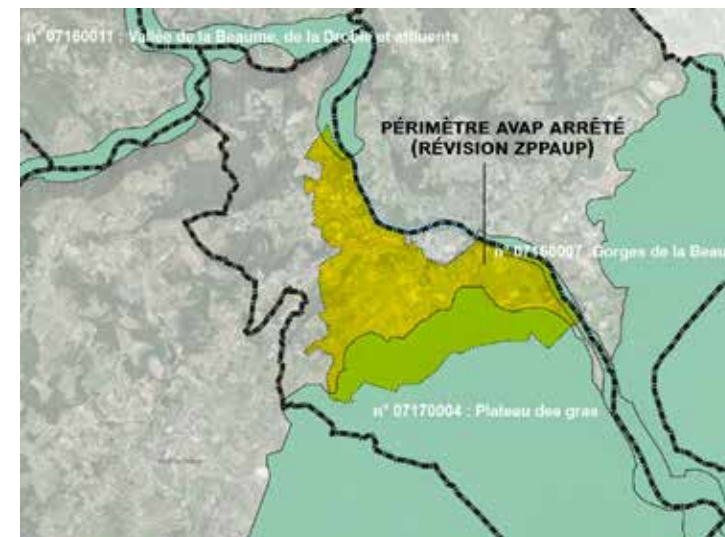 n° 07160011 : Vallée de la Beaume, de la Drobie et affluents
PÉRIMÈTRE AVAP ARRÊTÉ
(RÉVISION ZPPAUP)
n° 07160007 : Gorges de la Beau
n° 07170004 : Plateau des gras